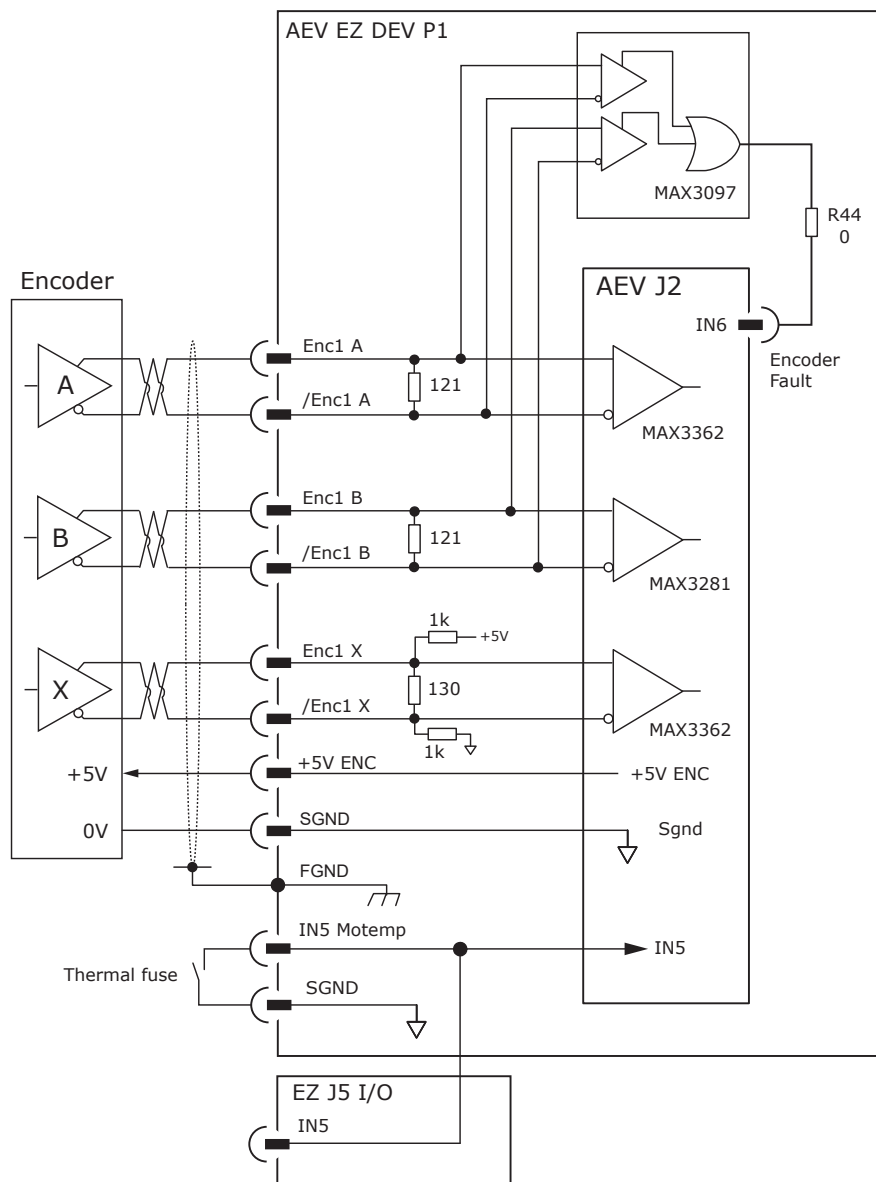 AEV EZ DEV P1
MAX3097
R44
0
Encoder
AEV J2
IN6
Encoder
Fault
A
Enc1 A
121
/Enc1 A
MAX3362
B
Enc1 B
121
/Enc1 B
MAX3281
1k
+5V
X
Enc1 X
130
/Enc1 X
MAX3362
1k
+5V
+5V ENC
+5V ENC
0V
SGND
Sgnd
FGND
IN5 Motemp
IN5
Thermal fuse
SGND
EZ J5 I/O
IN5